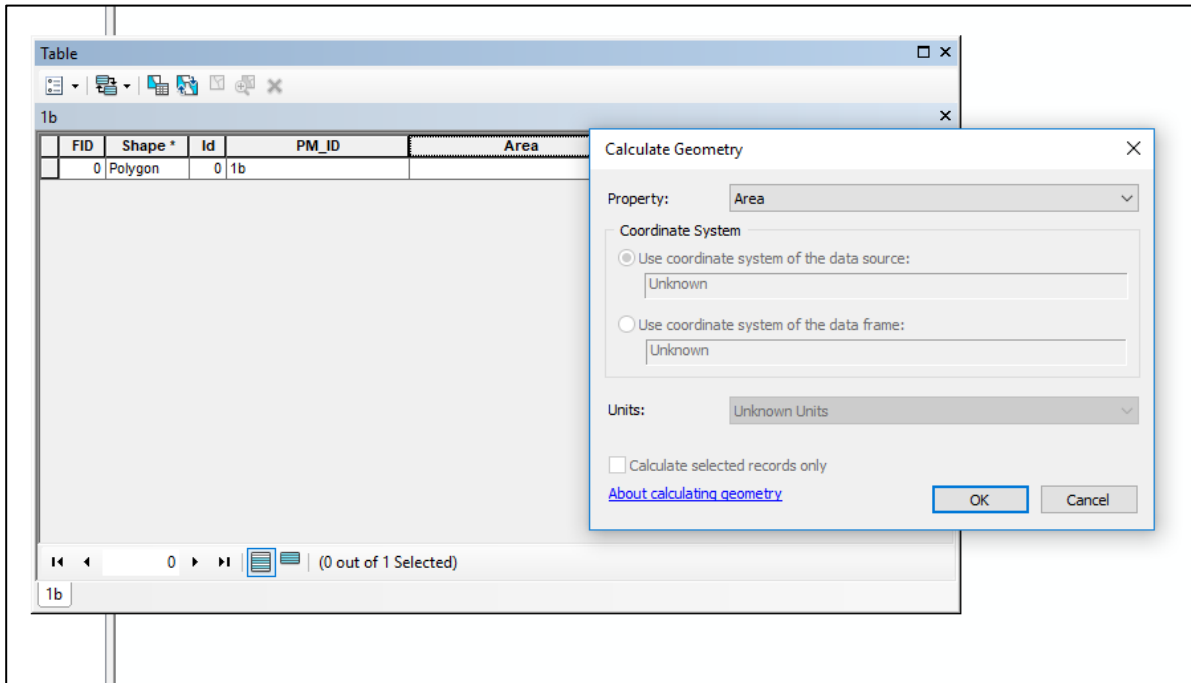 Table
1b
FID Shape * Id PM_ID Area
0 Polygon 0 1b
Calculate Geometry
Property: Area
Coordinate System
Use coordinate system of the data source:
Unknown
Use coordinate system of the data frame:
Unknown
Units: Unknown Units
Calculate selected records only
About calculating geometry
OK Cancel
0 (0 out of 1 Selected)
1b